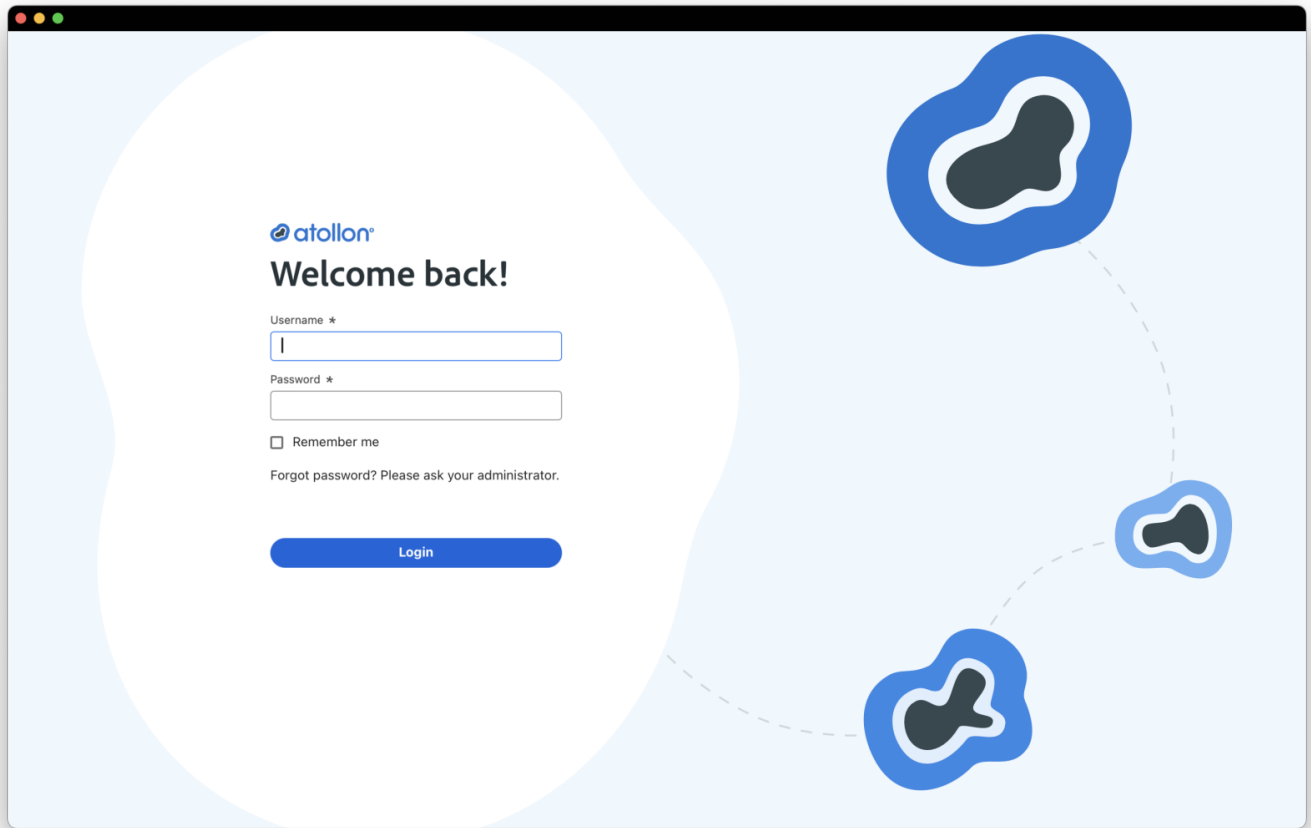 atollon
Welcome back!
Username *
Password *
Remember me
Forgot password? Please ask your administrator.
Login